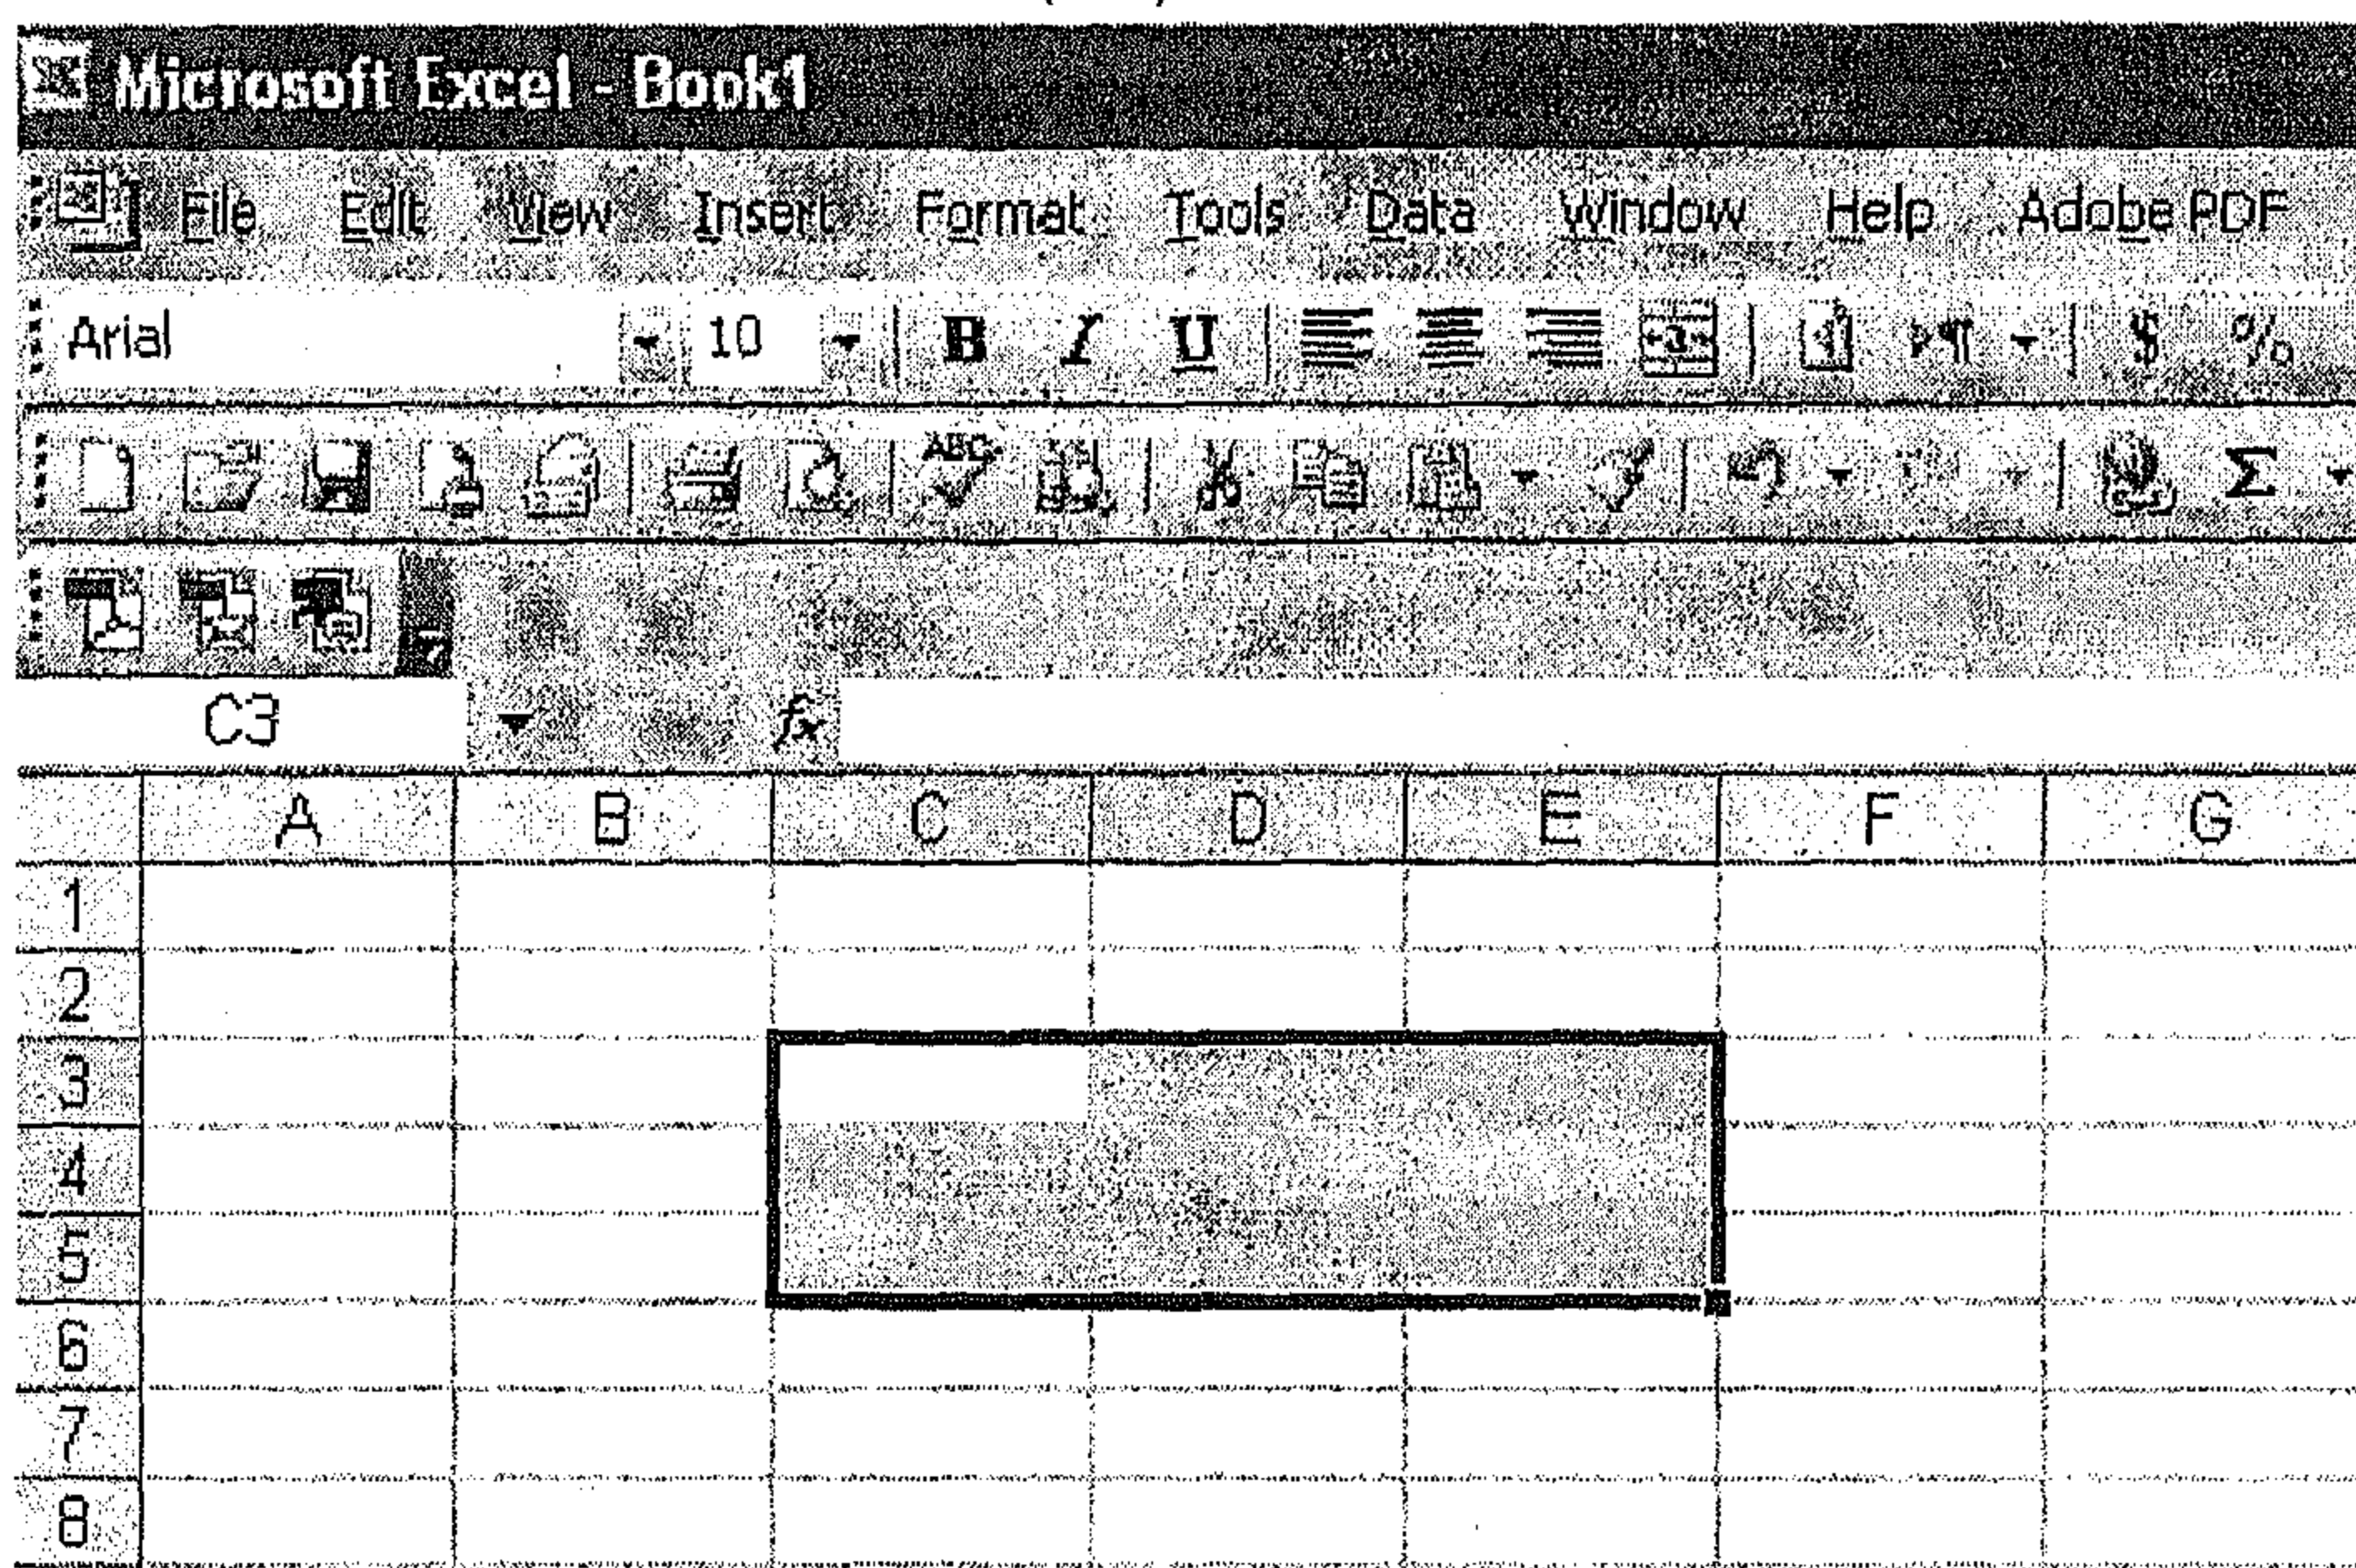 Microsoft Excel - Book1
File Edit View Insert Format Tools Data Window Help Adobe PDF
Arial 10 B I U a $ %
ABC Σ
C3 fx
A B C D E F G
1
2
3
4
5
6
7
8